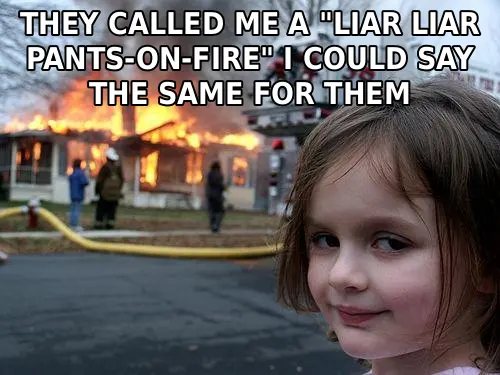 THEY CALLED ME A "LIAR LIAR
PANTS-ON-FIRE" I COULD SAY
THE SAME FOR THEM